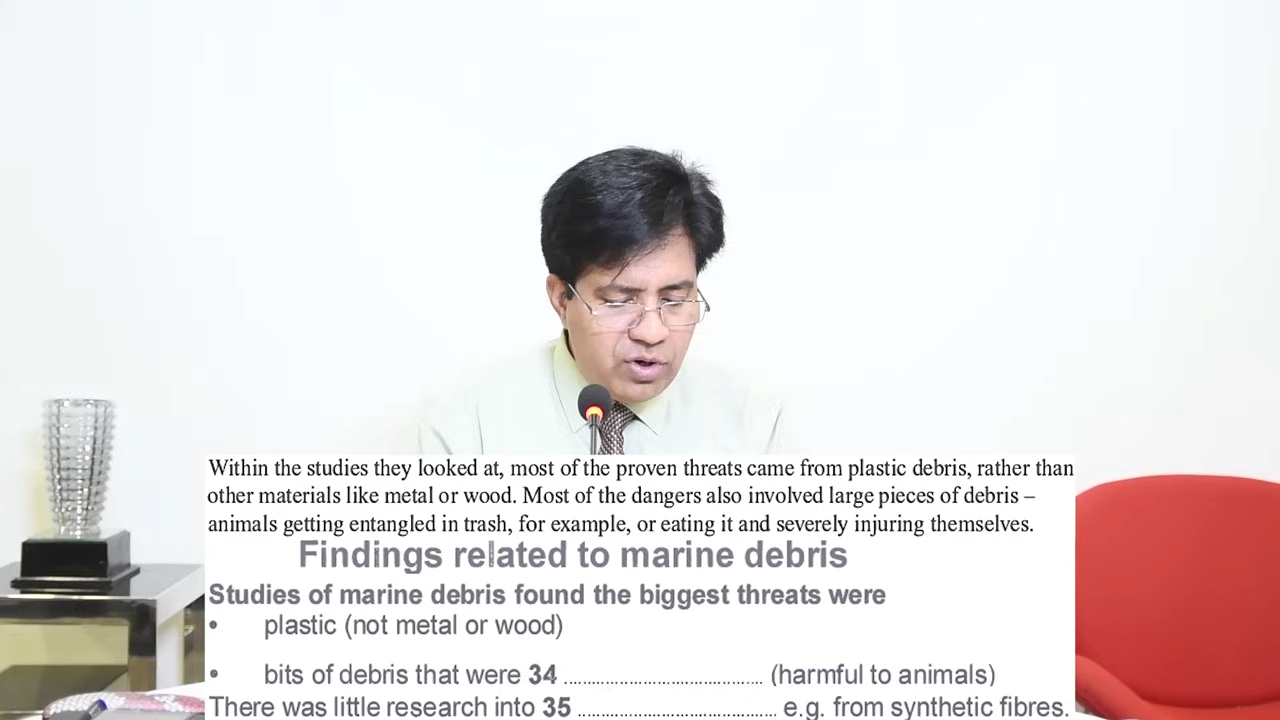 Within the studies they looked at, most of the proven threats came from plastic debris, rather than
other materials like metal or wood. Most of the dangers also involved large pieces of debris –
animals getting entangled in trash, for example, or eating it and severely injuring themselves.
Findings related to marine debris
Studies of marine debris found the biggest threats were
• plastic (not metal or wood)
• bits of debris that were 34 ........................................ (harmful to animals)
There was little research into 35 ........................................ e.g. from synthetic fibres.